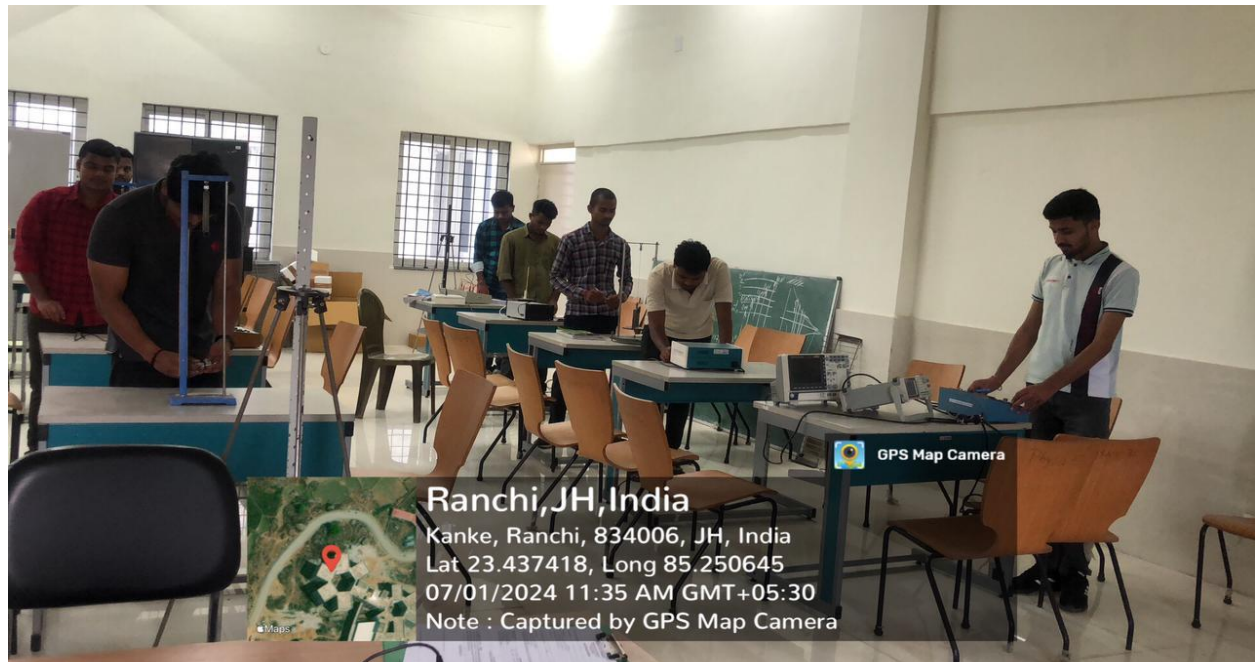 GPS Map Camera
Ranchi,JH,India
Kanke, Ranchi, 834006, JH, India
Lat 23.437418, Long 85.250645
07/01/2024 11:35 AM GMT+05:30
Note : Captured by GPS Map Camera
Maps